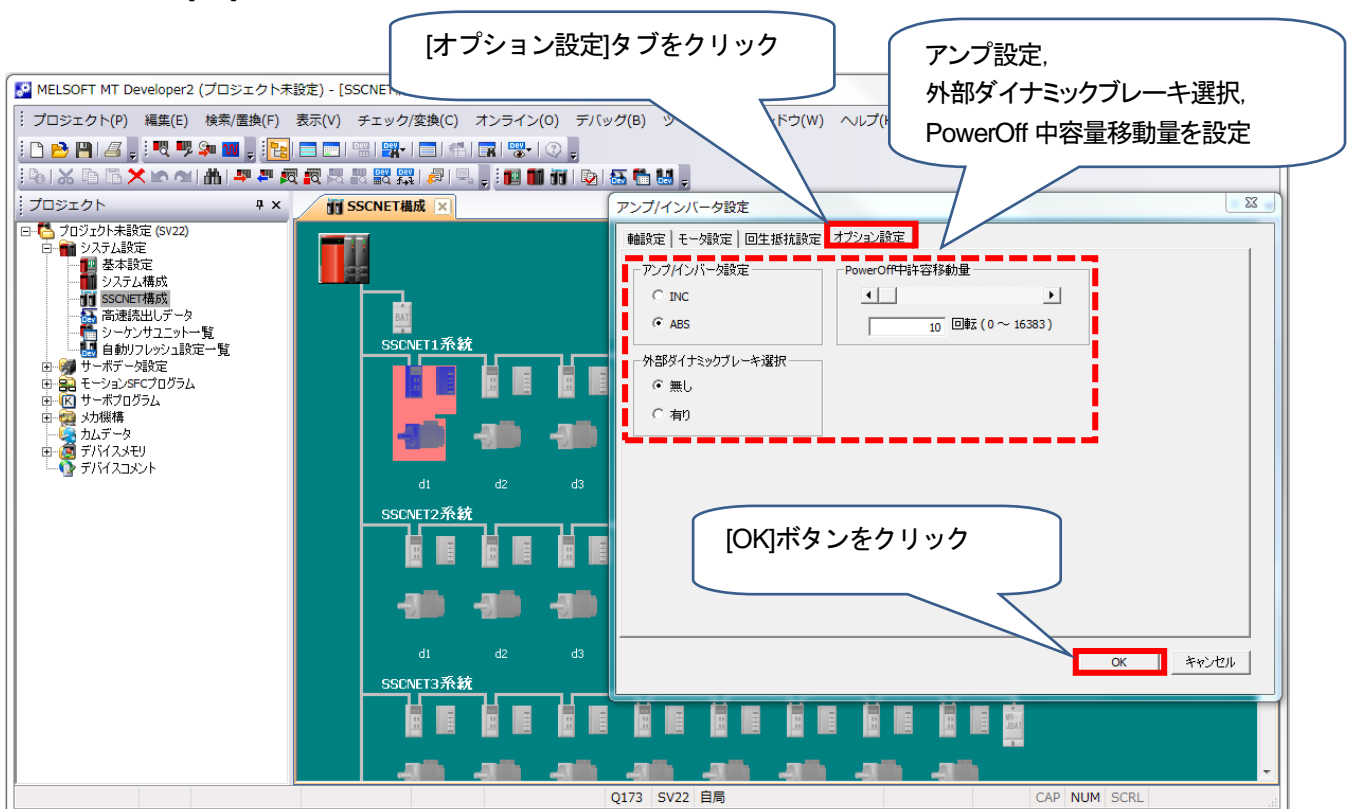 [オプション設定]タブをクリック
アンプ設定,
外部ダイナミックブレーキ選択,
PowerOff 中容量移動量を設定
MELSOFT MT Developer2 (プロジェクト未設定) - [SSCNET
プロジェクト(P) 編集(E) 検索/置換(F) 表示(V) チェック/変換(C) オンライン(O) デバッグ(B) ツ ンドウ(W) ヘルプ(H
プロジェクト
SSCNET構成
プロジェクト未設定 (SV22)
システム設定
基本設定
システム構成
SSCNET構成
高速読出しデータ
シーケンサユニット一覧
自動リフレッシュ設定一覧
サーボデータ設定
モーションSFCプログラム
サーボプログラム
メカ機構
カムデータ
デバイスメモリ
デバイスコメント
BAT
SSCNET1系統
d1 d2 d3
SSCNET2系統
d1 d2 d3
SSCNET3系統
MR-
JBAT
アンプ/インバータ設定
軸設定 モータ設定 回生抵抗設定 オプション設定
アンプ/インバータ設定
INC
ABS
PowerOff中許容移動量
10 回転 ( 0 ～ 16383 )
外部ダイナミックブレーキ選択
無し
有り
[OK]ボタンをクリック
OK キャンセル
Q173 SV22 自局 CAP NUM SCRL